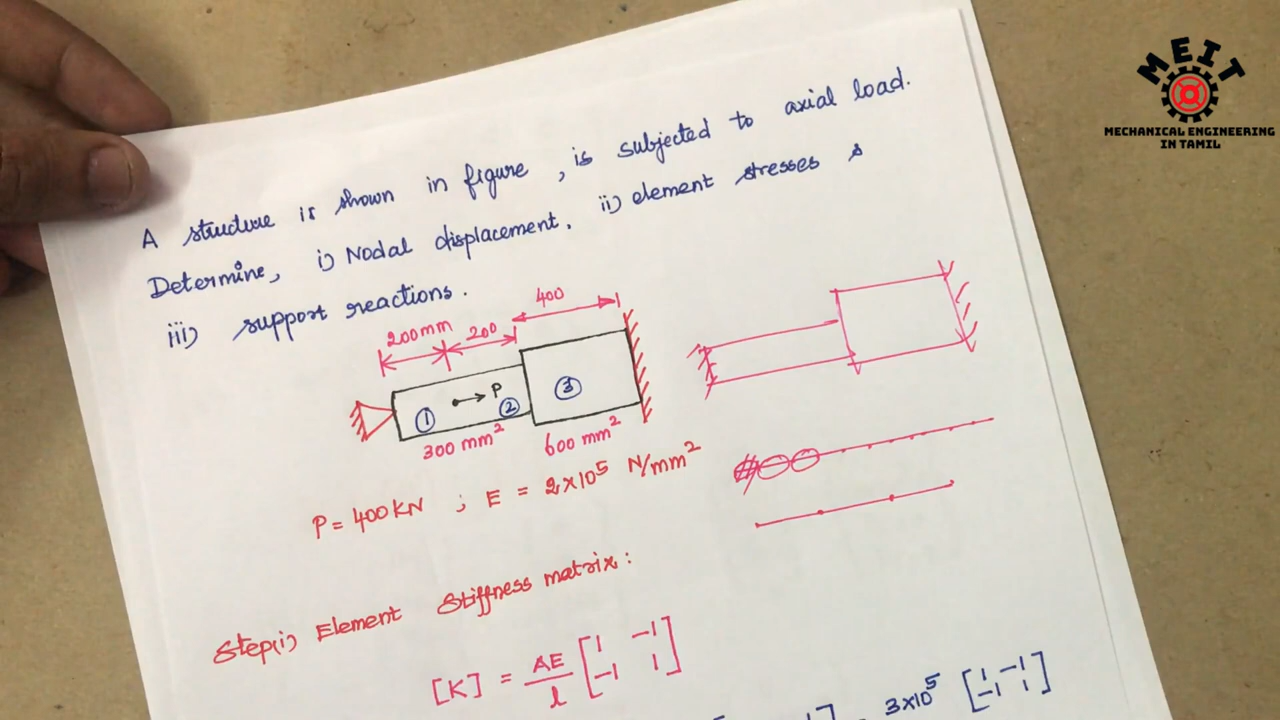 MEIT
MECHANICAL ENGINEERING
IN TAMIL
A structure is shown in figure, is subjected to axial load.
Determine, i) Nodal displacement. ii) element stresses &
iii) support reactions.
200mm 200 400
P
1 2 3
300 mm² 600 mm²
P = 400KN ; E = 2×10⁵ N/mm²
Step(i) Element Stiffness matrix:
[K] = AE/l [1 -1 -1 1]
3×10⁵ [1 -1 -1 1]